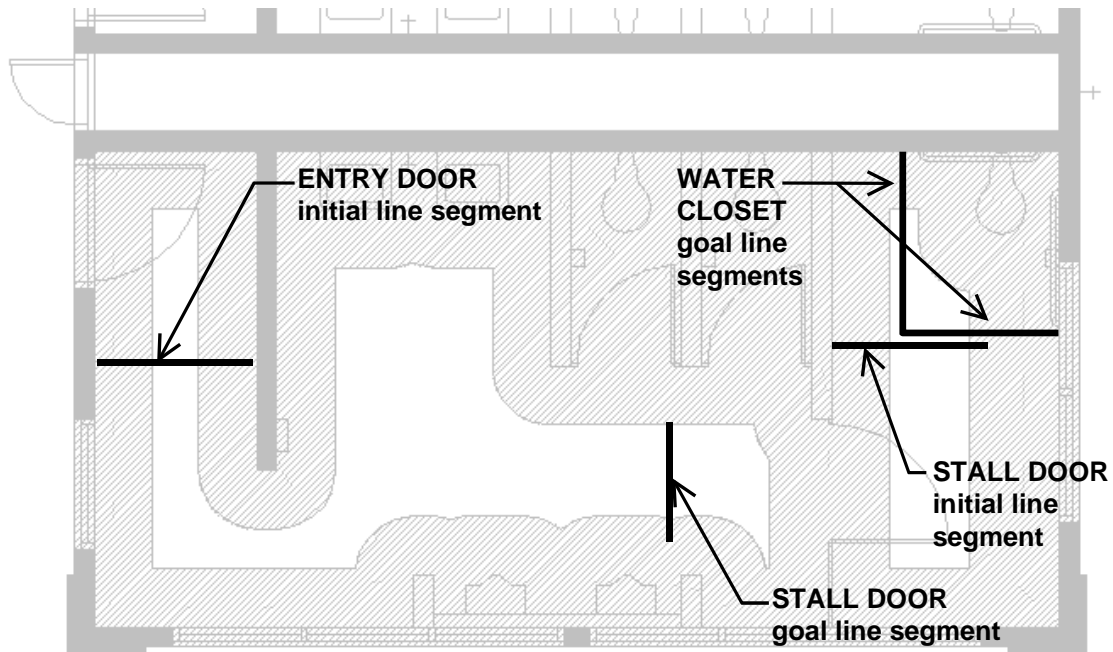 ENTRY DOOR
initial line segment
WATER
CLOSET
goal line
segments
STALL DOOR
initial line
segment
STALL DOOR
goal line segment